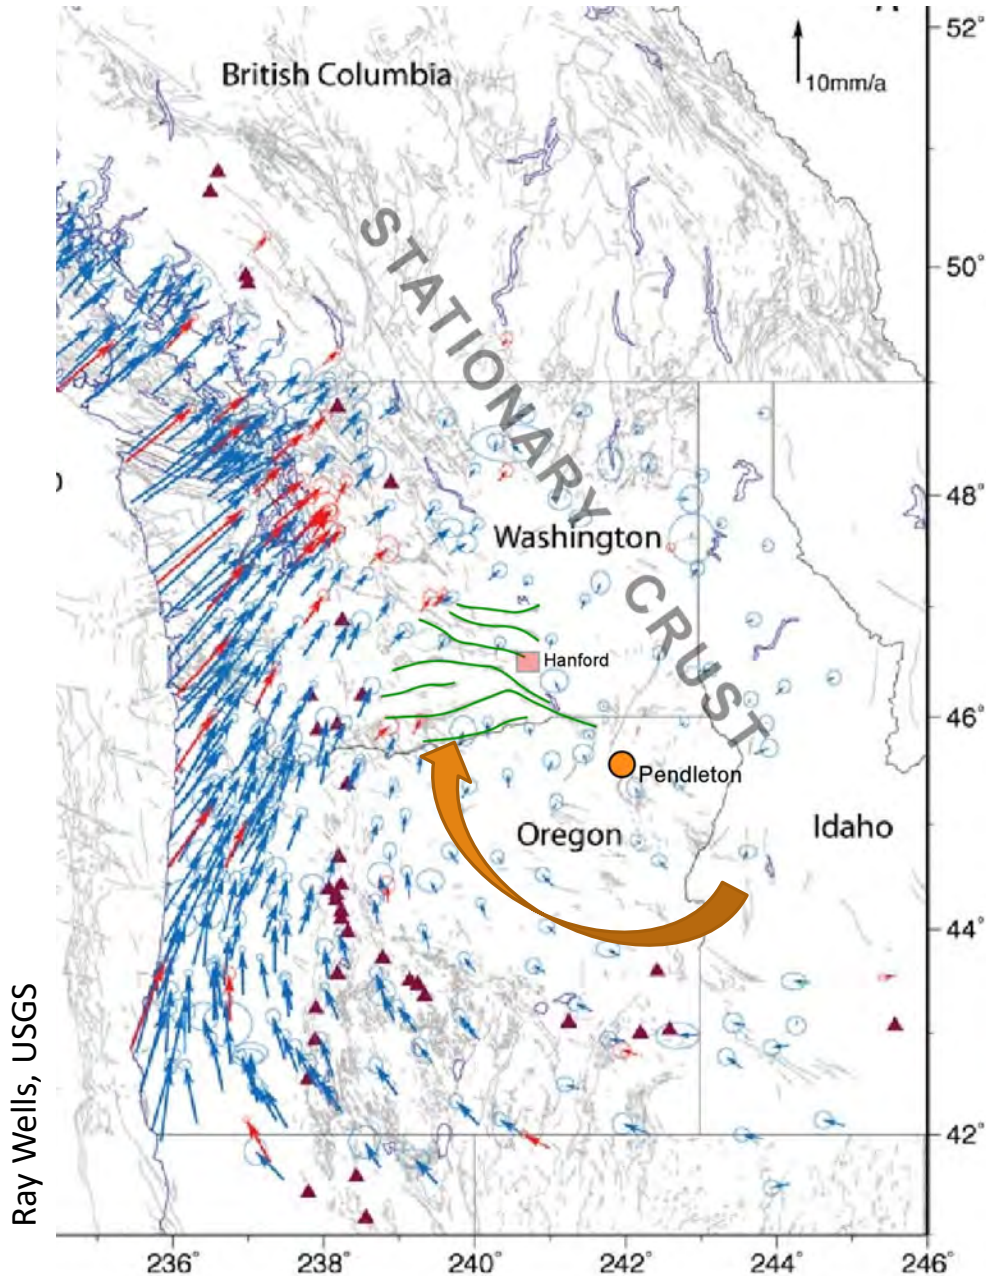 52°
10mm/a
British Columbia
STATIONARY CRUST
50°
48°
Washington
Hanford
46°
Pendleton
Oregon
Idaho
44°
42°
Ray Wells, USGS
236°
238°
240°
242°
244°
246°